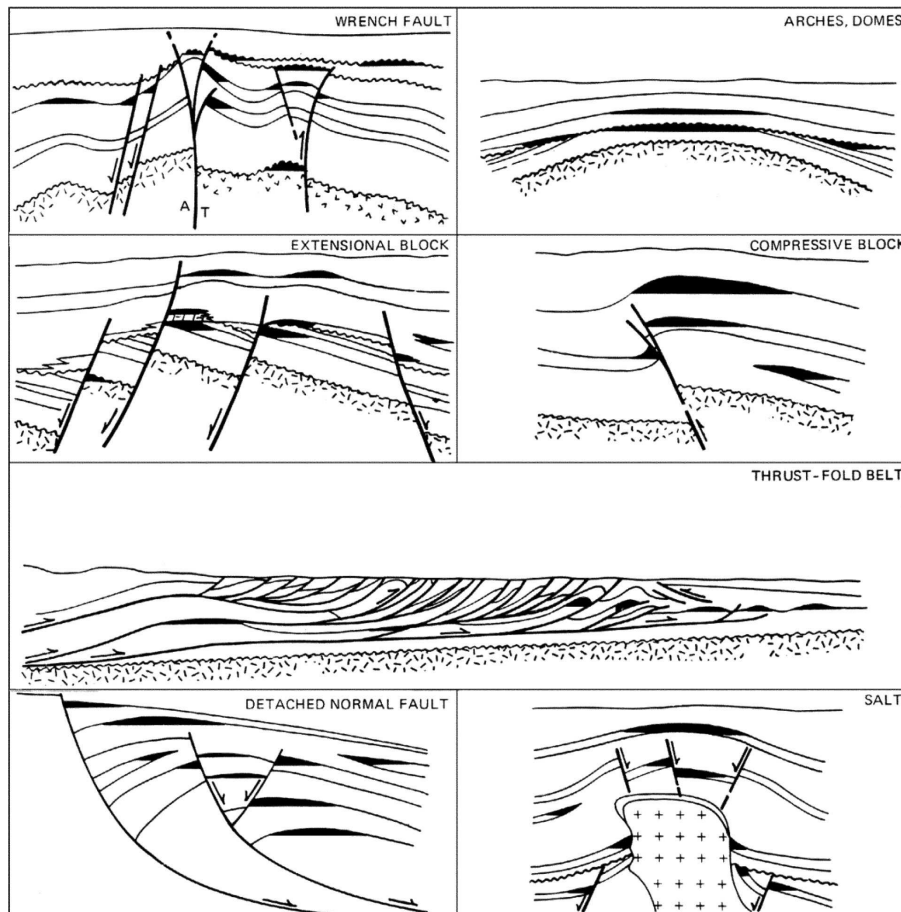 WRENCH FAULT
ARCHES, DOMES
A T
EXTENSIONAL BLOCK
COMPRESSIVE BLOCK
THRUST-FOLD BELT
DETACHED NORMAL FAULT
SALT